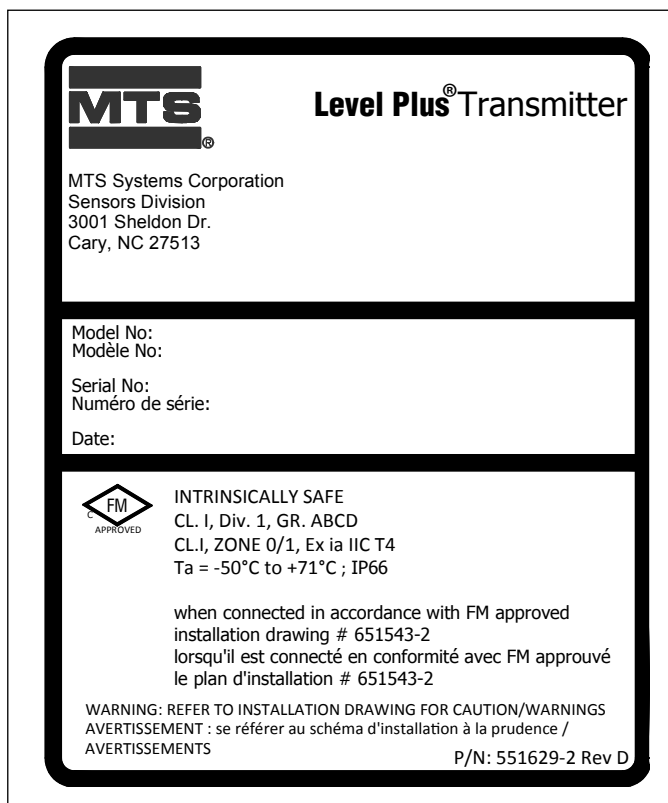 MTS
®
Level Plus® Transmitter
MTS Systems Corporation
Sensors Division
3001 Sheldon Dr.
Cary, NC 27513
Model No:
Modèle No:
Serial No:
Numéro de série:
Date:
C FM
APPROVED
INTRINSICALLY SAFE
CL. I, Div. 1, GR. ABCD
CL.I, ZONE 0/1, Ex ia IIC T4
Ta = -50°C to +71°C ; IP66
when connected in accordance with FM approved
installation drawing # 651543-2
lorsqu'il est connecté en conformité avec FM approuvé
le plan d'installation # 651543-2
WARNING: REFER TO INSTALLATION DRAWING FOR CAUTION/WARNINGS
AVERTISSEMENT : se référer au schéma d'installation à la prudence /
AVERTISSEMENTS
P/N: 551629-2 Rev D